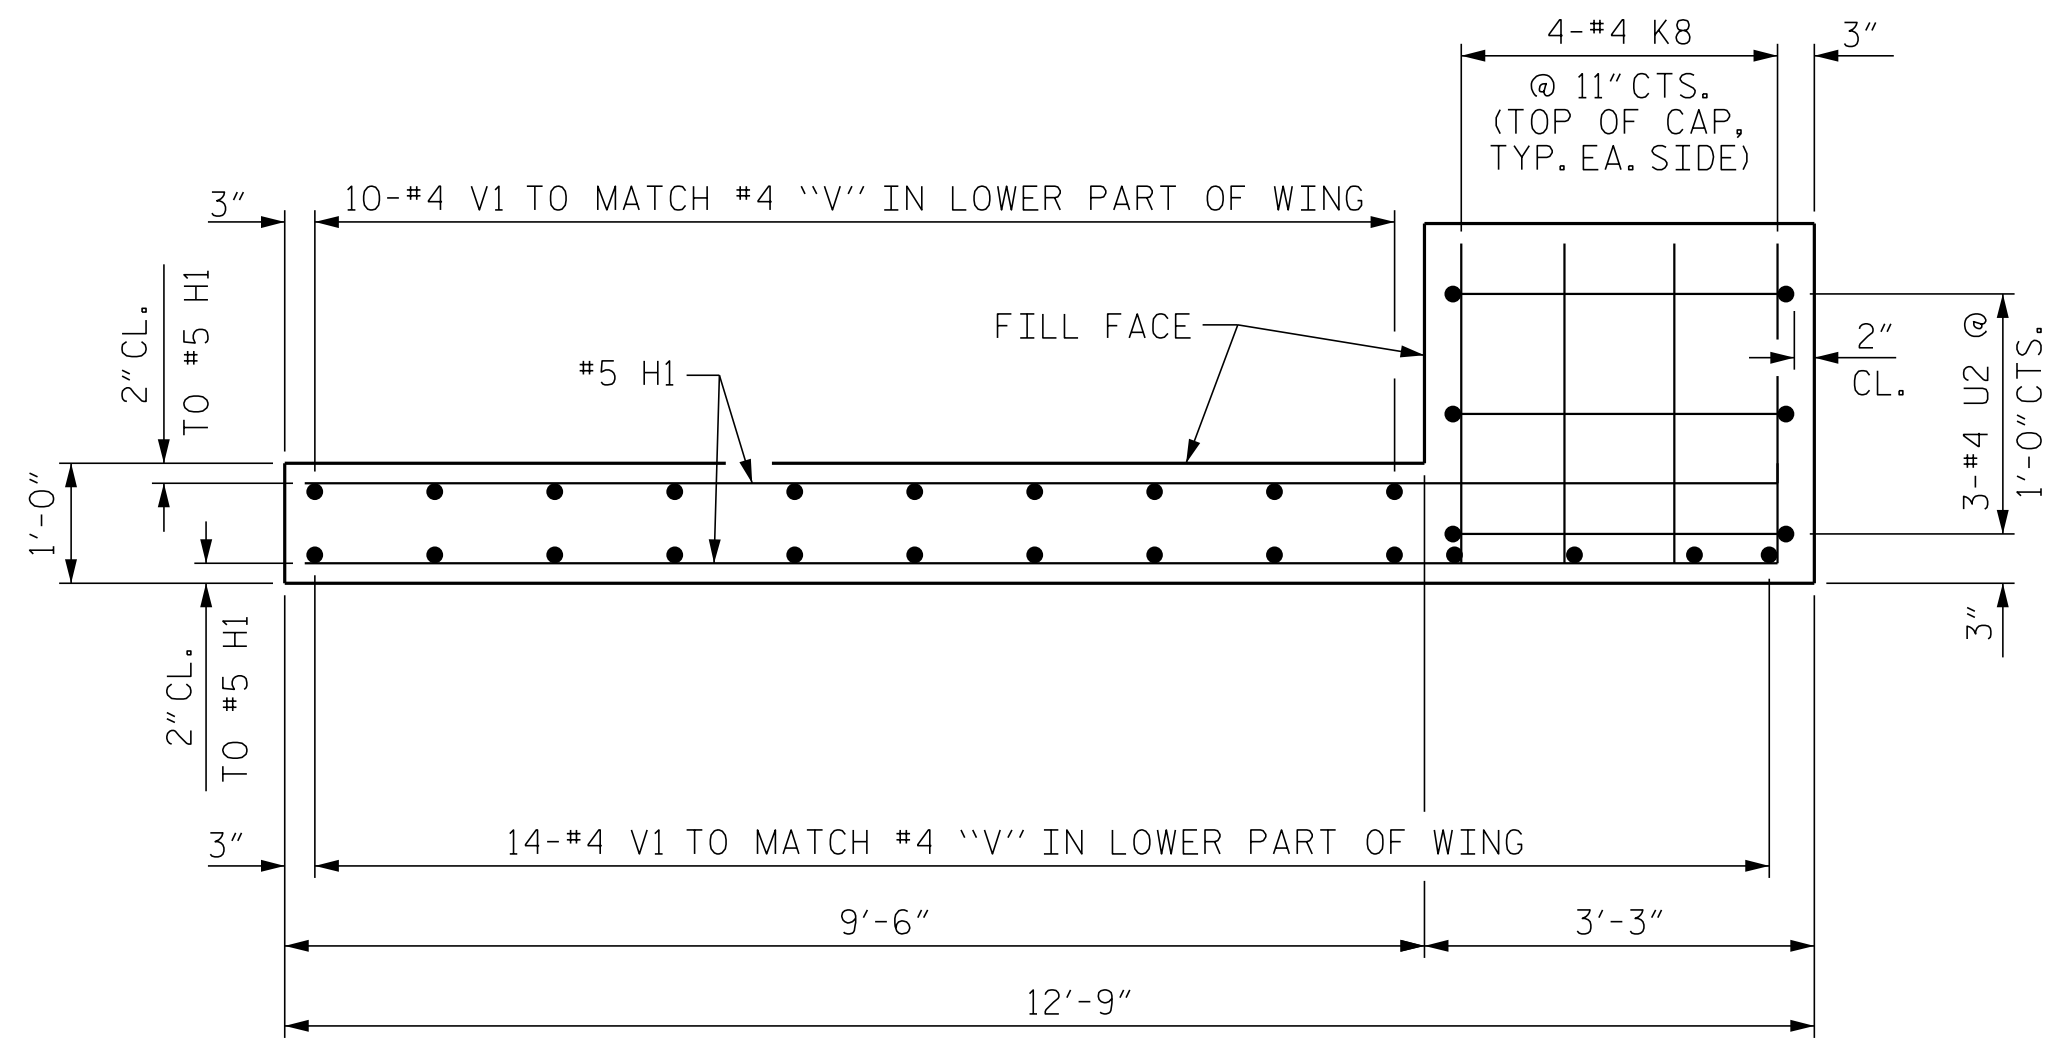 4-#4 K8
3"
@ 11"CTS.
(TOP OF CAP,
TYP. EA. SIDE)
3"
10-#4 V1 TO MATCH #4 ``V'' IN LOWER PART OF WING
2"CL.
TO #5 H1
FILL FACE
#5 H1
2"
CL.
3-#4 U2 @
1'-0"CTS.
1'-0"
2"CL.
TO #5 H1
3"
3"
14-#4 V1 TO MATCH #4 ``V'' IN LOWER PART OF WING
9'-6"
3'-3"
12'-9"